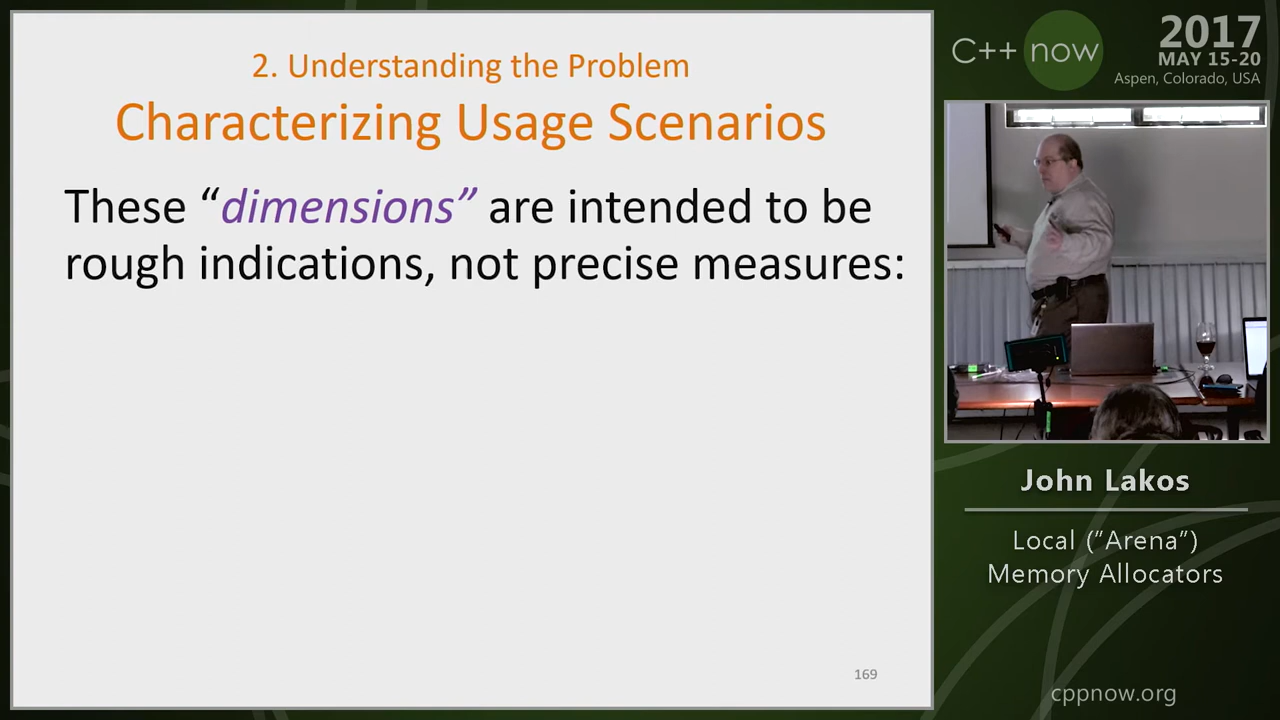 2. Understanding the Problem
Characterizing Usage Scenarios
These “dimensions” are intended to be
rough indications, not precise measures:
169
C++ now
2017
MAY 15-20
Aspen, Colorado, USA
John Lakos
Local (”Arena”)
Memory Allocators
cppnow.org